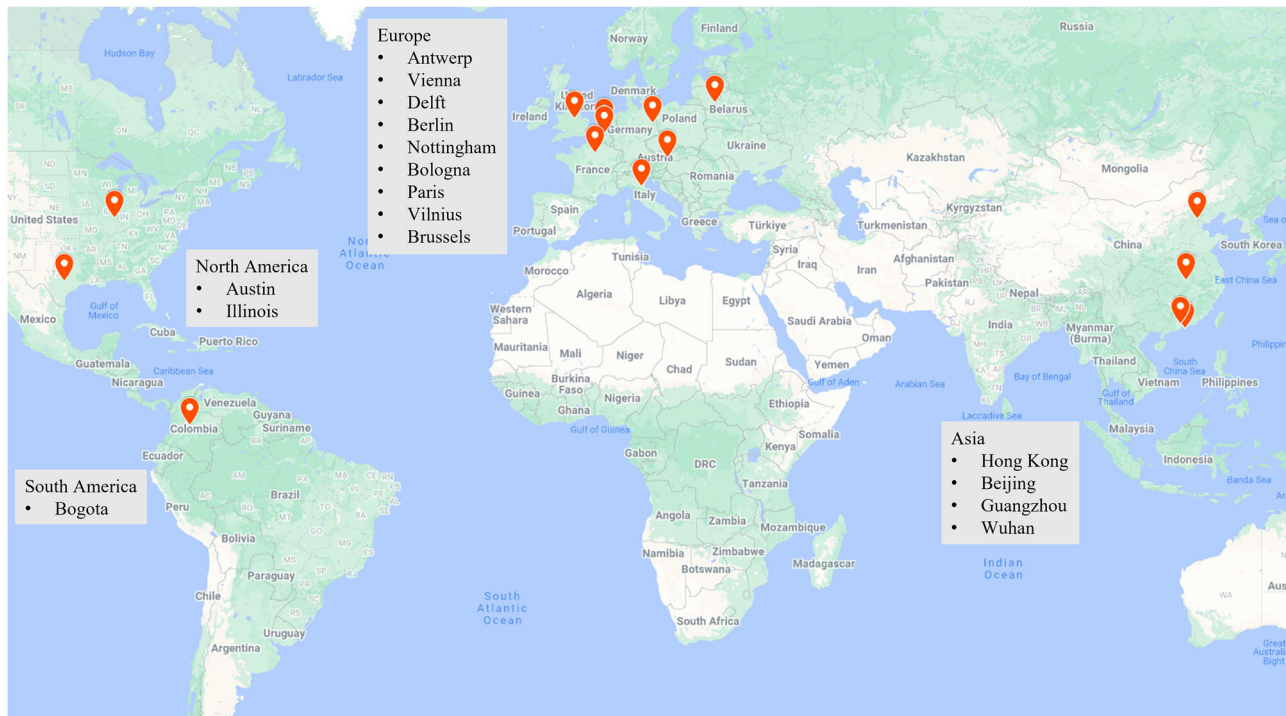 Europe
• Antwerp
• Vienna
• Delft
• Berlin
• Nottingham
• Bologna
• Paris
• Vilnius
• Brussels
North America
• Austin
• Illinois
South America
• Bogota
Asia
• Hong Kong
• Beijing
• Guangzhou
• Wuhan
Hudson Bay
Labrador Sea
Norway
Finland
Russia
Denmark
Ireland
Belarus
Poland
Germany
Ukraine
Austria
France
Romania
Italy
Spain
Portugal
Greece
Türkiye
Kazakhstan
Mongolia
Kyrgyzstan
Turkmenistan
China
South Korea
East China Sea
United States
Gulf of
Mexico
Mexico
Cuba
Puerto Rico
Guatemala
Caribbean Sea
Nicaragua
Venezuela
Guyana
Suriname
Colombia
Ecuador
Peru
Brazil
Bolivia
Paraguay
Chile
Uruguay
Argentina
Atlantic
Ocean
South
Atlantic
Ocean
Tunisia
Morocco
Algeria
Libya
Egypt
Western
Sahara
Mauritania
Mali
Niger
Chad
Sudan
Burkina
Faso
Guinea
Ghana
Nigeria
Gulf of Guinea
Gabon
DRC
Ethiopia
Somalia
Kenya
Tanzania
Angola
Zambia
Mozambique
Namibia
Zimbabwe
Botswana
Madagascar
South Africa
Syria
Iraq
Iran
Afghanistan
Pakistan
Saudi Arabia
Oman
Yemen
Gulf of Aden
Arabian Sea
Nepal
India
Myanmar
(Burma)
Thailand
Vietnam
Bay of Bengal
Laccadive Sea
Gulf of
Thailand
South
China Sea
Philippines
Malaysia
Indonesia
Banda Sea
Indian
Ocean
WA